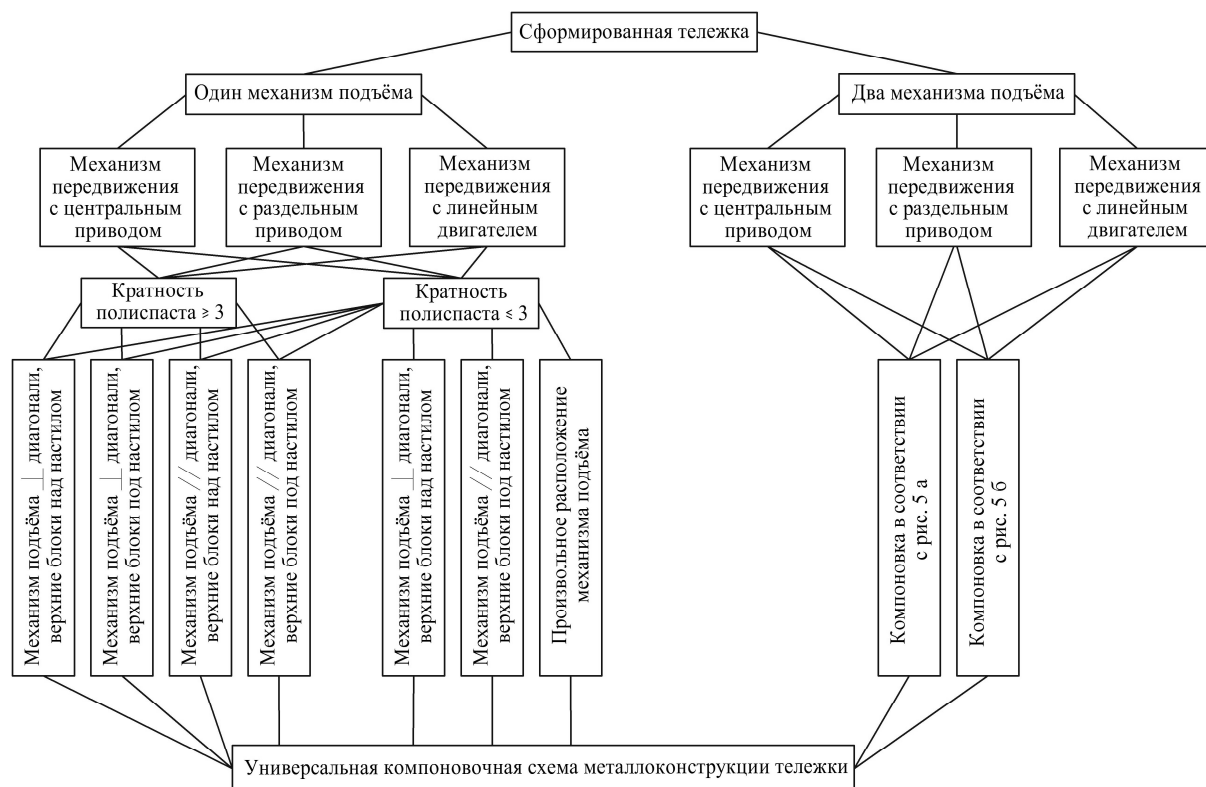 Сформированная тележка
Один механизм подъёма
Два механизма подъёма
Механизм
передвижения
с центральным
приводом
Механизм
передвижения
с раздельным
приводом
Механизм
передвижения
с линейным
двигателем
Механизм
передвижения
с центральным
приводом
Механизм
передвижения
с раздельным
приводом
Механизм
передвижения
с линейным
двигателем
Кратность
полиспаста ≥ 3
Кратность
полиспаста ≤ 3
Механизм подъёма ⊥ диагонали,
верхние блоки над настилом
Механизм подъёма ⊥ диагонали,
верхние блоки под настилом
Механизм подъёма // диагонали,
верхние блоки над настилом
Механизм подъёма // диагонали,
верхние блоки под настилом
Механизм подъёма ⊥ диагонали,
верхние блоки над настилом
Механизм подъёма // диагонали,
верхние блоки под настилом
Произвольное расположение
механизма подъёма
Компоновка в соответствии
с рис. 5 а
Компоновка в соответствии
с рис. 5 б
Универсальная компоновочная схема металлоконструкции тележки